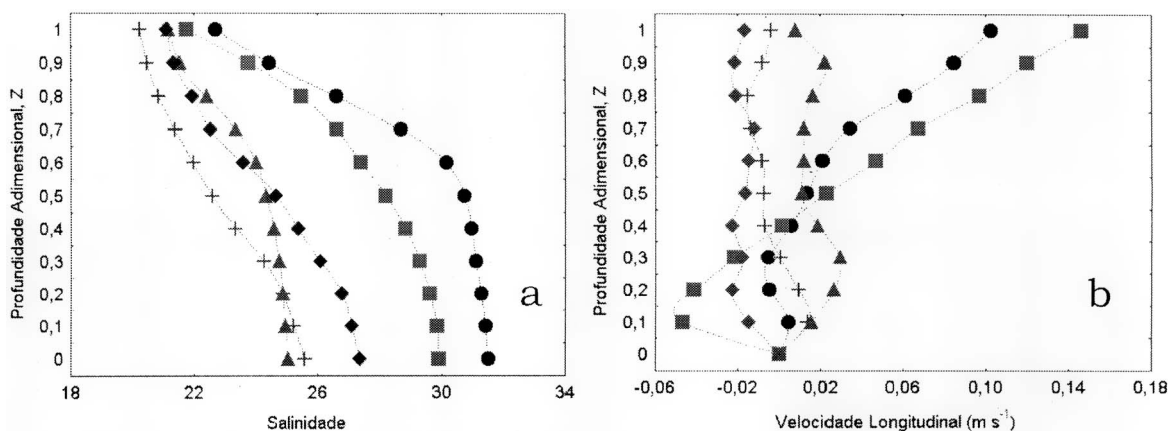 Profundidade Adimensional, Z
1
0,9
0,8
0,7
0,6
0,5
0,4
0,3
0,2
0,1
0
a
18 22 26 30 34
Salinidade
Profundidade Adimensional, Z
1
0,9
0,8
0,7
0,6
0,5
0,4
0,3
0,2
0,1
0
b
-0,06 -0,02 0,02 0,06 0,10 0,14 0,18
Velocidade Longitudinal (m s⁻¹)